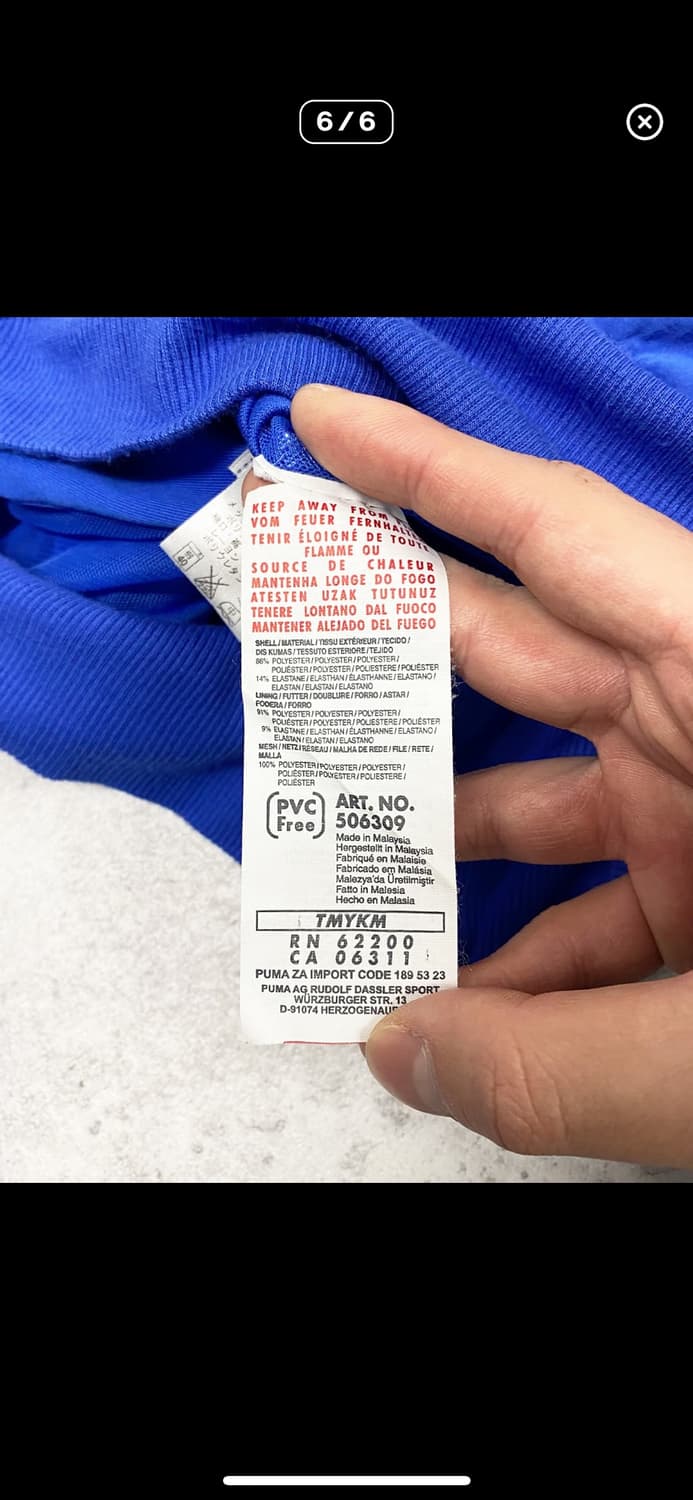 6/6
KEEP AWAY FROM
VOM FEUER
TENIR ÉLOIGNÉ DE TOUTE
FLAMME OU
SOURCE DE CHALEUR
MANTENHA LONGE DO FOGO
ATESTEN UZAK TUTUNUZ
TENERE LONTANO DAL FUOCO
MANTENER ALEJADO DEL FUEGO
SHELL/MATERIAL/TISSU EXTÉRIEUR/TECIDO/
DIS KUMAS/TESSUTO ESTERIORE/TEJIDO
86% POLYESTER/POLYESTER/POLYESTER/
POLIÉSTER/POLYESTER/POLIESTERE/POLIÉSTER
14% ELASTANE/ELASTHAN/ÉLASTHANNE/ELASTANO/
ELASTAN/ELASTAN/ELASTANO
LINING/FUTTER/DOUBLURE/FORRO/ASTAR/
FODERA/FORRO
91% POLYESTER/POLYESTER/POLYESTER/
POLIÉSTER/POLYESTER/POLIESTERE/POLIÉSTER
9% ELASTANE/ELASTHAN/ÉLASTHANNE/ELASTANO/
ELASTAN/ELASTAN/ELASTANO
MESH/NETZ/RÉSEAU/MALHA DE REDE/FILE/RETE/
MALLA
100% POLYESTER/POLYESTER/POLYESTER/
POLIÉSTER/POLYESTER/POLIESTERE/
POLIÉSTER
PVC
Free
ART. NO.
506309
Made in Malaysia
Hergestellt in Malaysia
Fabriqué en Malaisie
Fabricado em Malásia
Malezya'da Üretilmiştir
Fatto in Malesia
Hecho en Malasia
TMYKM
RN 62200
CA 06311
PUMA ZA IMPORT CODE 189 53 23
PUMA AG RUDOLF DASSLER SPORT
WÜRZBURGER STR. 13
D-91074